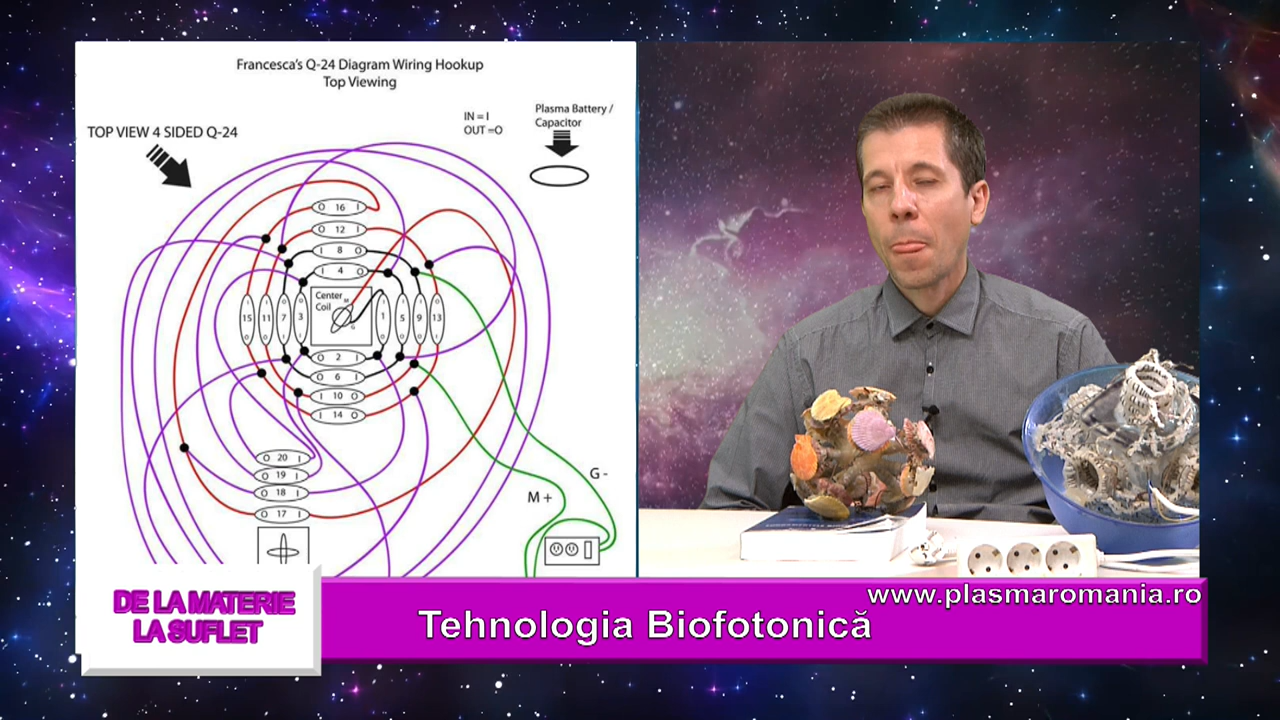 Francesca's Q-24 Diagram Wiring Hookup
Top Viewing
Plasma Battery /
Capacitor
IN = I
OUT =O
TOP VIEW 4 SIDED Q-24
O 16 I
O 12 I
I 8 O
I 4 O
Center
Coil
M
G
15
11
7
3
1
5
9
13
O 2 I
O 6 I
I 10 O
I 14 O
O 20 I
O 19 I
O 18 I
O 17 I
G -
M +
DE LA MATERIE
LA SUFLET
www.plasmaromania.ro
Tehnologia Biofotonică